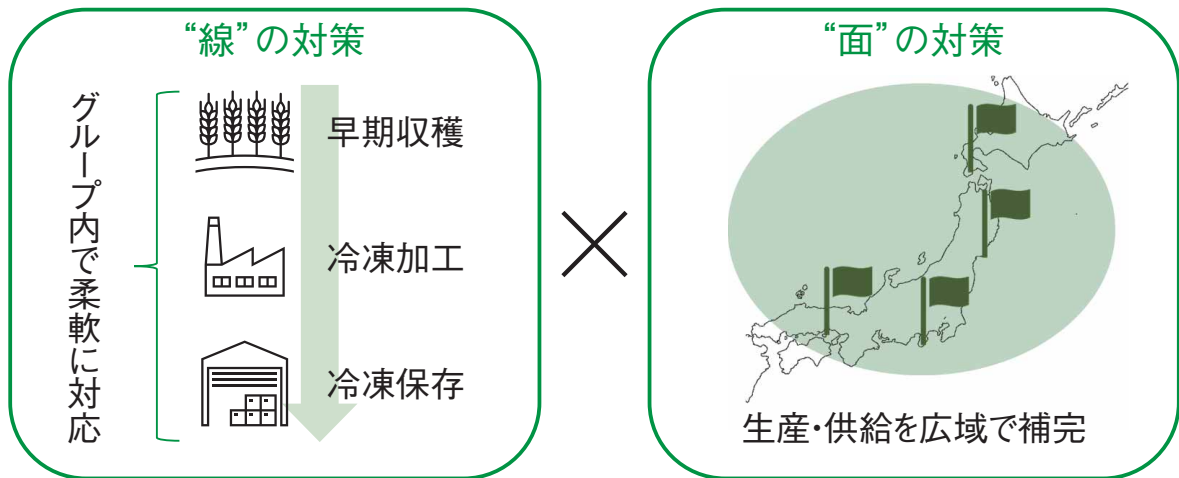 “線”の対策
グループ内で柔軟に対応
早期収穫
冷凍加工
冷凍保存
“面”の対策
生産・供給を広域で補完